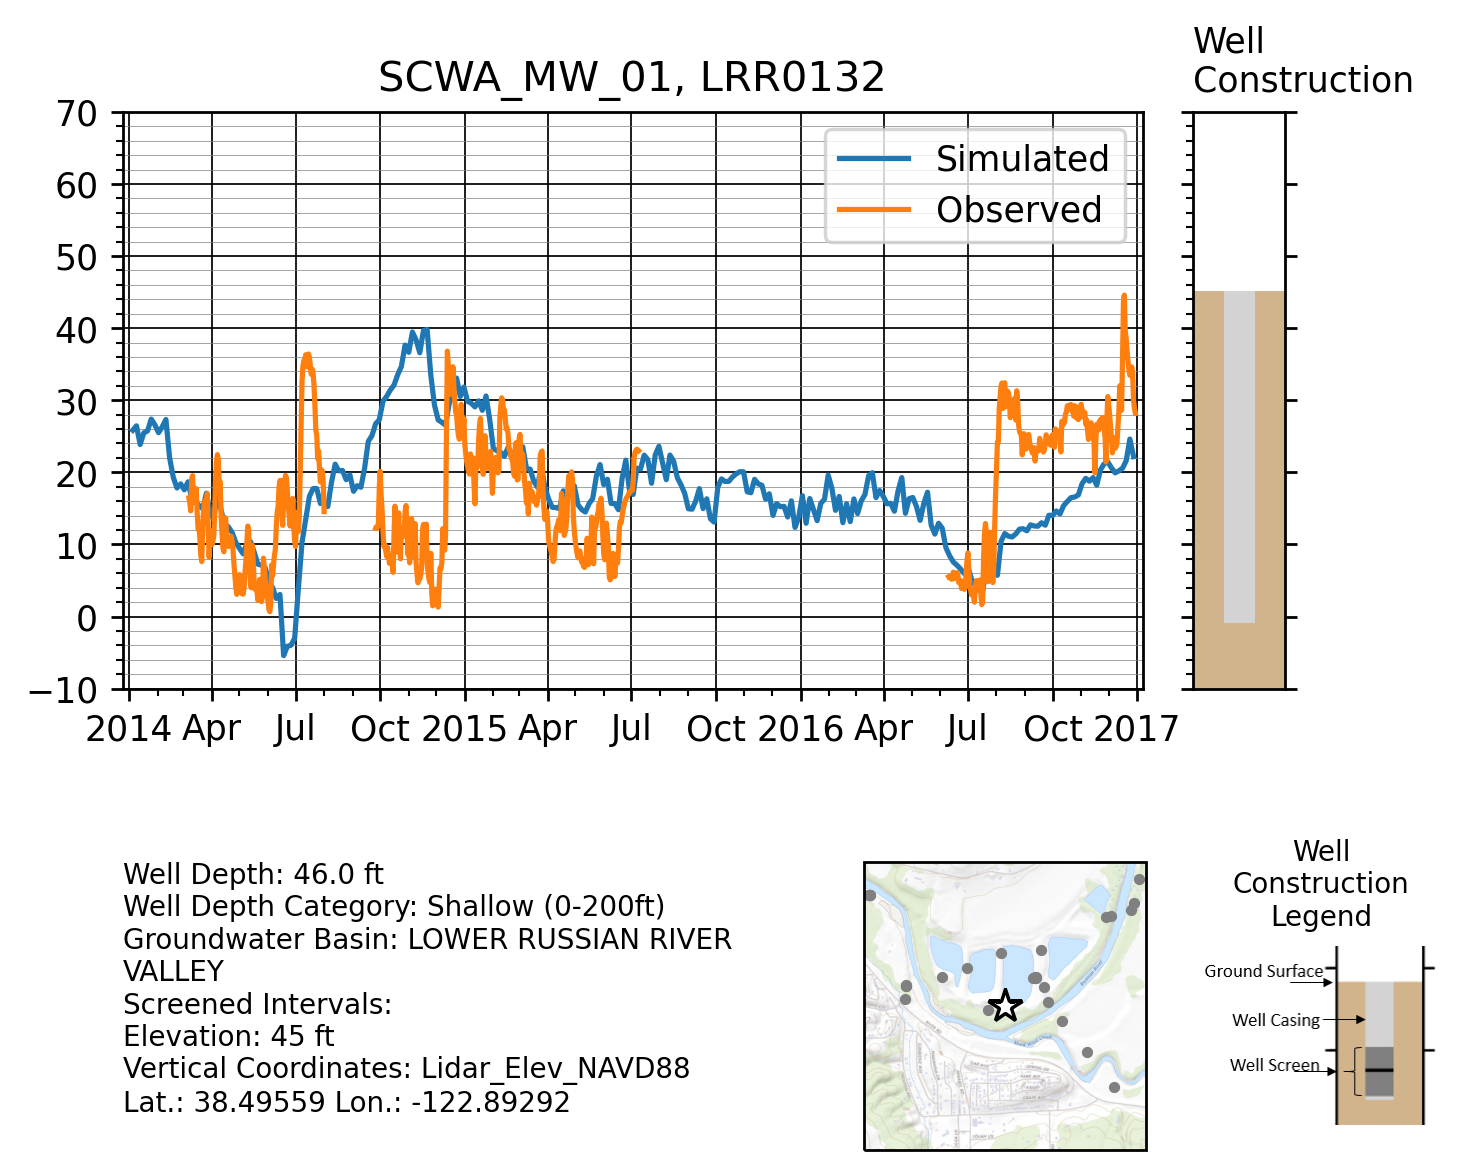 Well
Construction
SCWA_MW_01, LRR0132
70
60
50
40
30
20
10
0
−10
Simulated
Observed
2014 Apr Jul Oct 2015 Apr Jul Oct 2016 Apr Jul Oct 2017
Well Depth: 46.0 ft
Well Depth Category: Shallow (0-200ft)
Groundwater Basin: LOWER RUSSIAN RIVER
VALLEY
Screened Intervals:
Elevation: 45 ft
Vertical Coordinates: Lidar_Elev_NAVD88
Lat.: 38.49559 Lon.: -122.89292
Well
Construction
Legend
Ground Surface
Well Casing
Well Screen